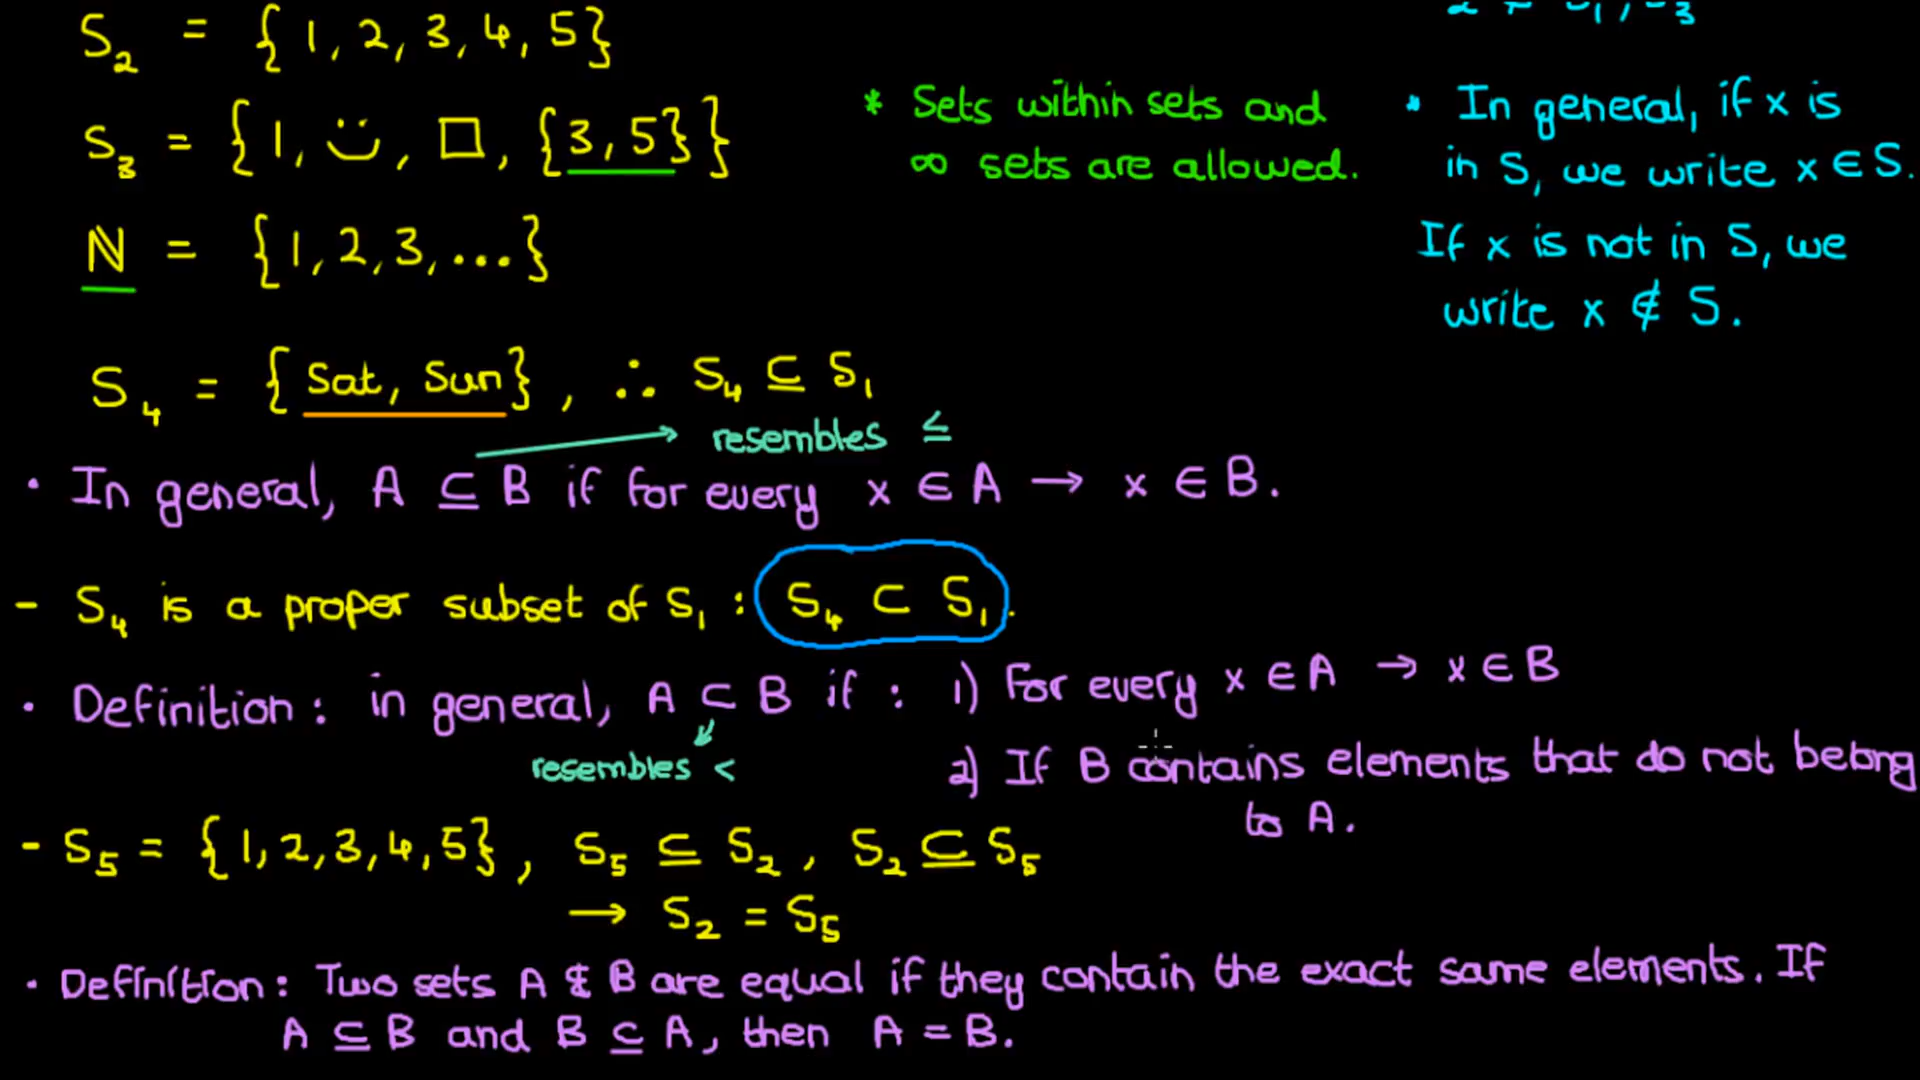 S₂ = {1, 2, 3, 4, 5}
S₃ = {1, ☺, □, {3, 5}}
* Sets within sets and
∞ sets are allowed.
• In general, if x is
in S, we write x ∈ S.
If x is not in S, we
write x ∉ S.
ℕ = {1, 2, 3, ...}
S₄ = {Sat, Sun}, ∴ S₄ ⊆ S₁
resembles ≤
• In general, A ⊆ B if for every x ∈ A → x ∈ B.
- S₄ is a proper subset of S₁ : S₄ ⊂ S₁.
• Definition: in general, A ⊂ B if : 1) For every x ∈ A → x ∈ B
resembles <
2) If B contains elements that do not belong
to A.
- S₅ = {1, 2, 3, 4, 5}, S₅ ⊆ S₂, S₂ ⊆ S₅
→ S₂ = S₅
• Definition: Two sets A & B are equal if they contain the exact same elements. If
A ⊆ B and B ⊆ A, then A = B.